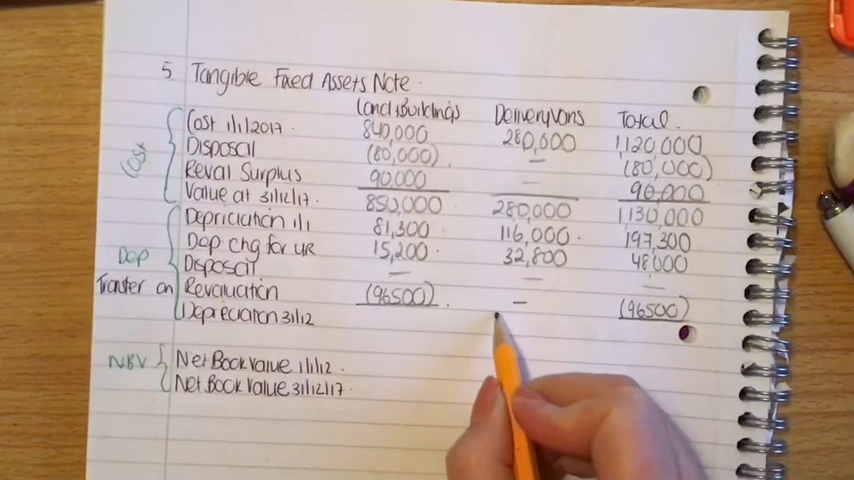 5 Tangible Fixed Assets Note.
Land+Buildings Delivery Vans Total.
Cost 1/1/2017. 840,000 280,000 1,120,000
Disposal (80,000). — (80,000)
Reval Surplus 90,000 — 90,000
Value at 31/12/17. 850,000 280,000 1130,000
Cost
Depriciation 1/1 81,300 116,000 197,300
Dep chg for UR 15,200 32,800 48,000
Disposal — — —
Dep
Transfer on Revaluation (96500). — (96500)
Depreciation 31/12
Net Book Value 1/1/12.
NBV
Net Book Value 31/12/17.